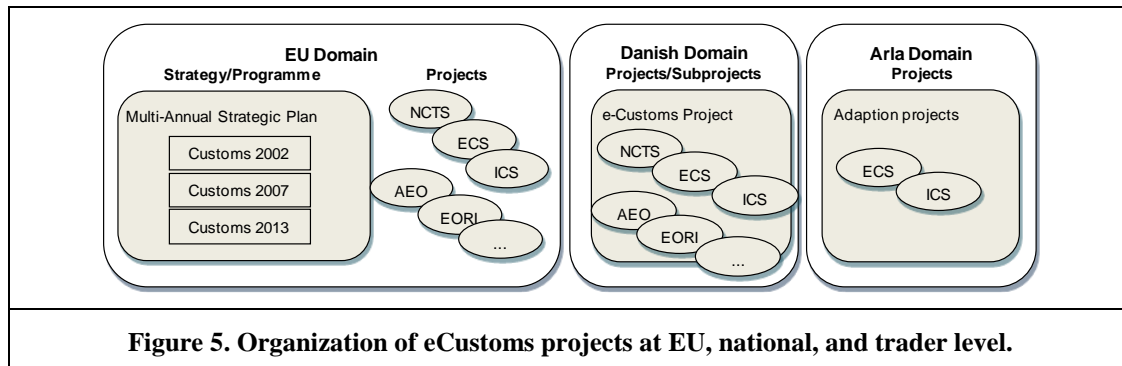 EU Domain
Strategy/Programme
Projects
Multi-Annual Strategic Plan
Customs 2002
Customs 2007
Customs 2013
NCTS
ECS
ICS
AEO
EORI
...
Danish Domain
Projects/Subprojects
e-Customs Project
NCTS
ECS
ICS
AEO
EORI
...
Arla Domain
Projects
Adaption projects
ECS
ICS
Figure 5. Organization of eCustoms projects at EU, national, and trader level.